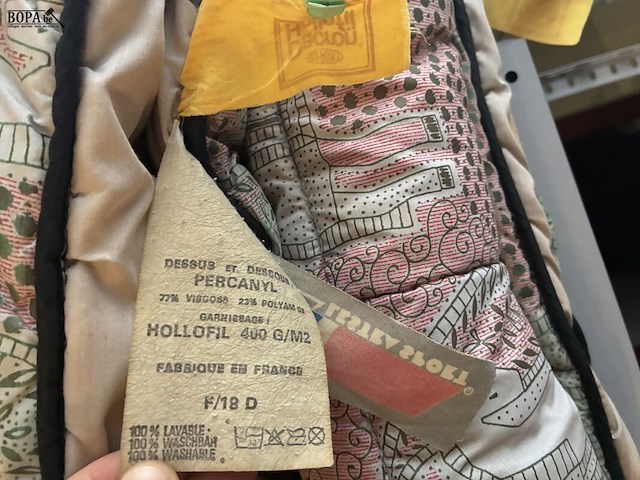 BOPA
DESSUS ET DESSOUS
PERCANYL
77% VISCOSE 23% POLYAMIDE
GARNISSAGE /
HOLLOFIL 400 G/M2
FABRIQUE EN FRANCE
F/18 D
100% LAVABLE.
100% WASCHBAR
100% WASHABLE.
SPORT